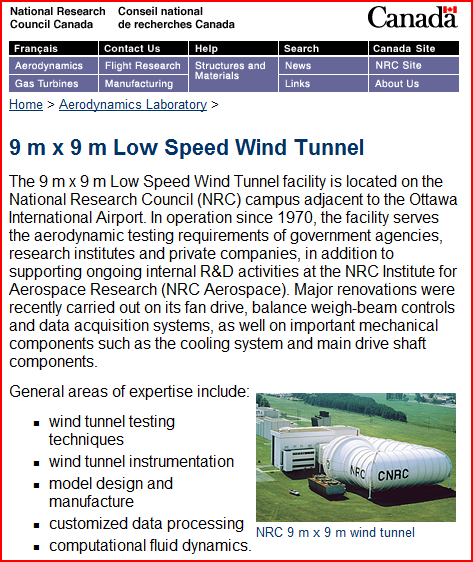 National Research Council Canada
Conseil national de recherches Canada
Canada
Français Contact Us Help Search Canada Site
Aerodynamics Flight Research Structures and Materials News NRC Site
Gas Turbines Manufacturing Links About Us
Home > Aerodynamics Laboratory >
9 m x 9 m Low Speed Wind Tunnel
The 9 m x 9 m Low Speed Wind Tunnel facility is located on the
National Research Council (NRC) campus adjacent to the Ottawa
International Airport. In operation since 1970, the facility serves
the aerodynamic testing requirements of government agencies,
research institutes and private companies, in addition to
supporting ongoing internal R&D activities at the NRC Institute for
Aerospace Research (NRC Aerospace). Major renovations were
recently carried out on its fan drive, balance weigh-beam controls
and data acquisition systems, as well on important mechanical
components such as the cooling system and main drive shaft
components.
General areas of expertise include:
wind tunnel testing
techniques
wind tunnel instrumentation
model design and
manufacture
customized data processing
computational fluid dynamics.
NRC CNRC
NRC 9 m x 9 m wind tunnel